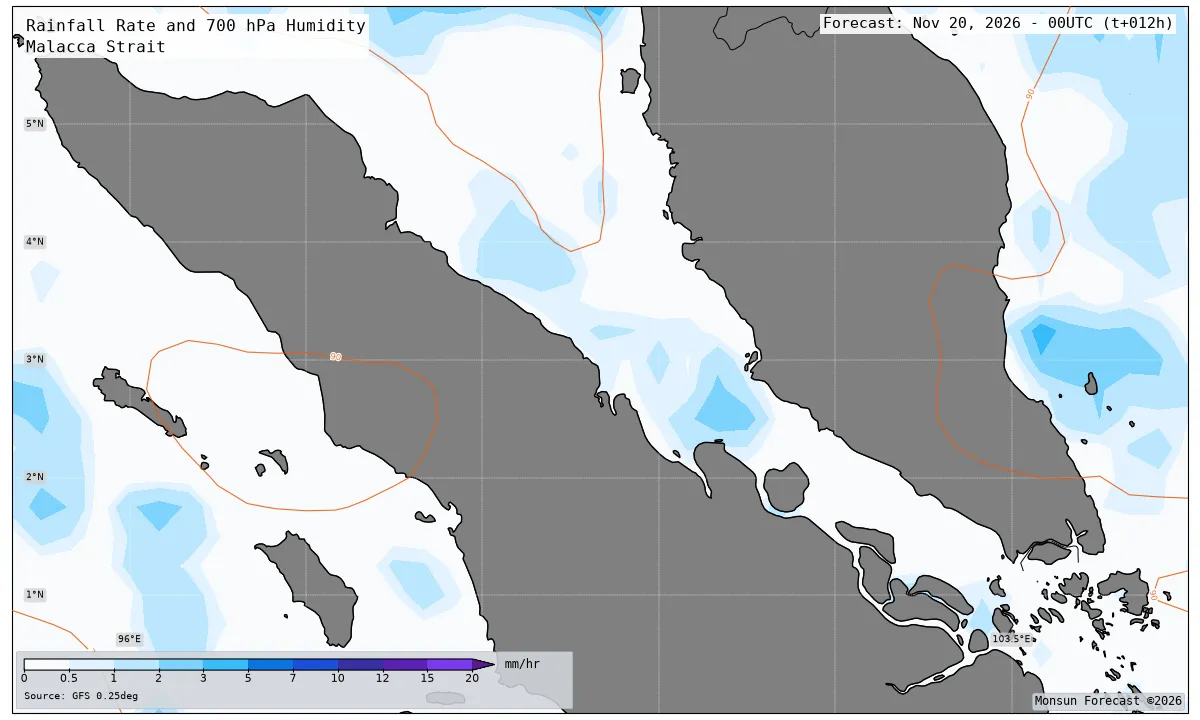 Rainfall Rate and 700 hPa Humidity
Malacca Strait
Forecast: Nov 20, 2026 - 00UTC (t+012h)
90
5°N
4°N
3°N
90
2°N
1°N
90
96°E
103.5°E
mm/hr
0 0.5 1 2 3 5 7 10 12 15 20
Source: GFS 0.25deg
Monsun Forecast ©2026